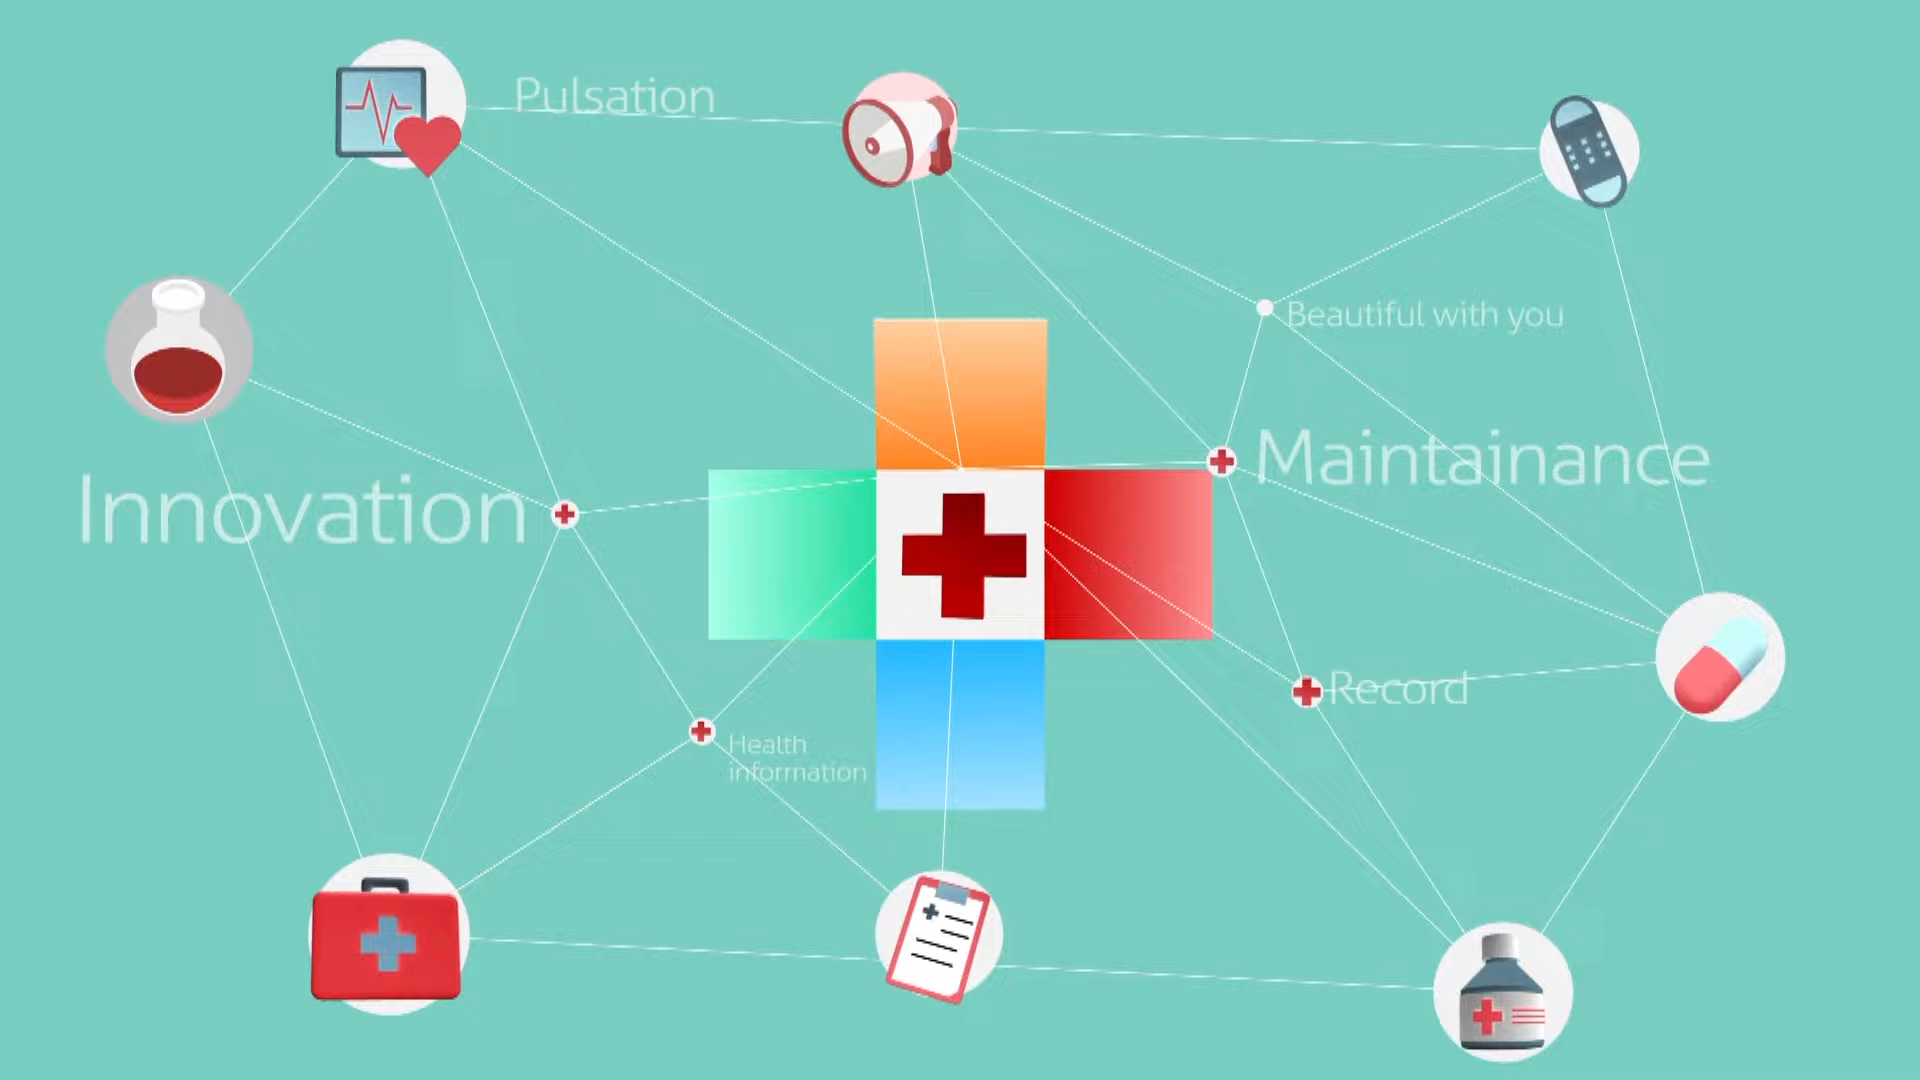 Pulsation
Beautiful with you
Maintainance
Innovation
Record
Health
information